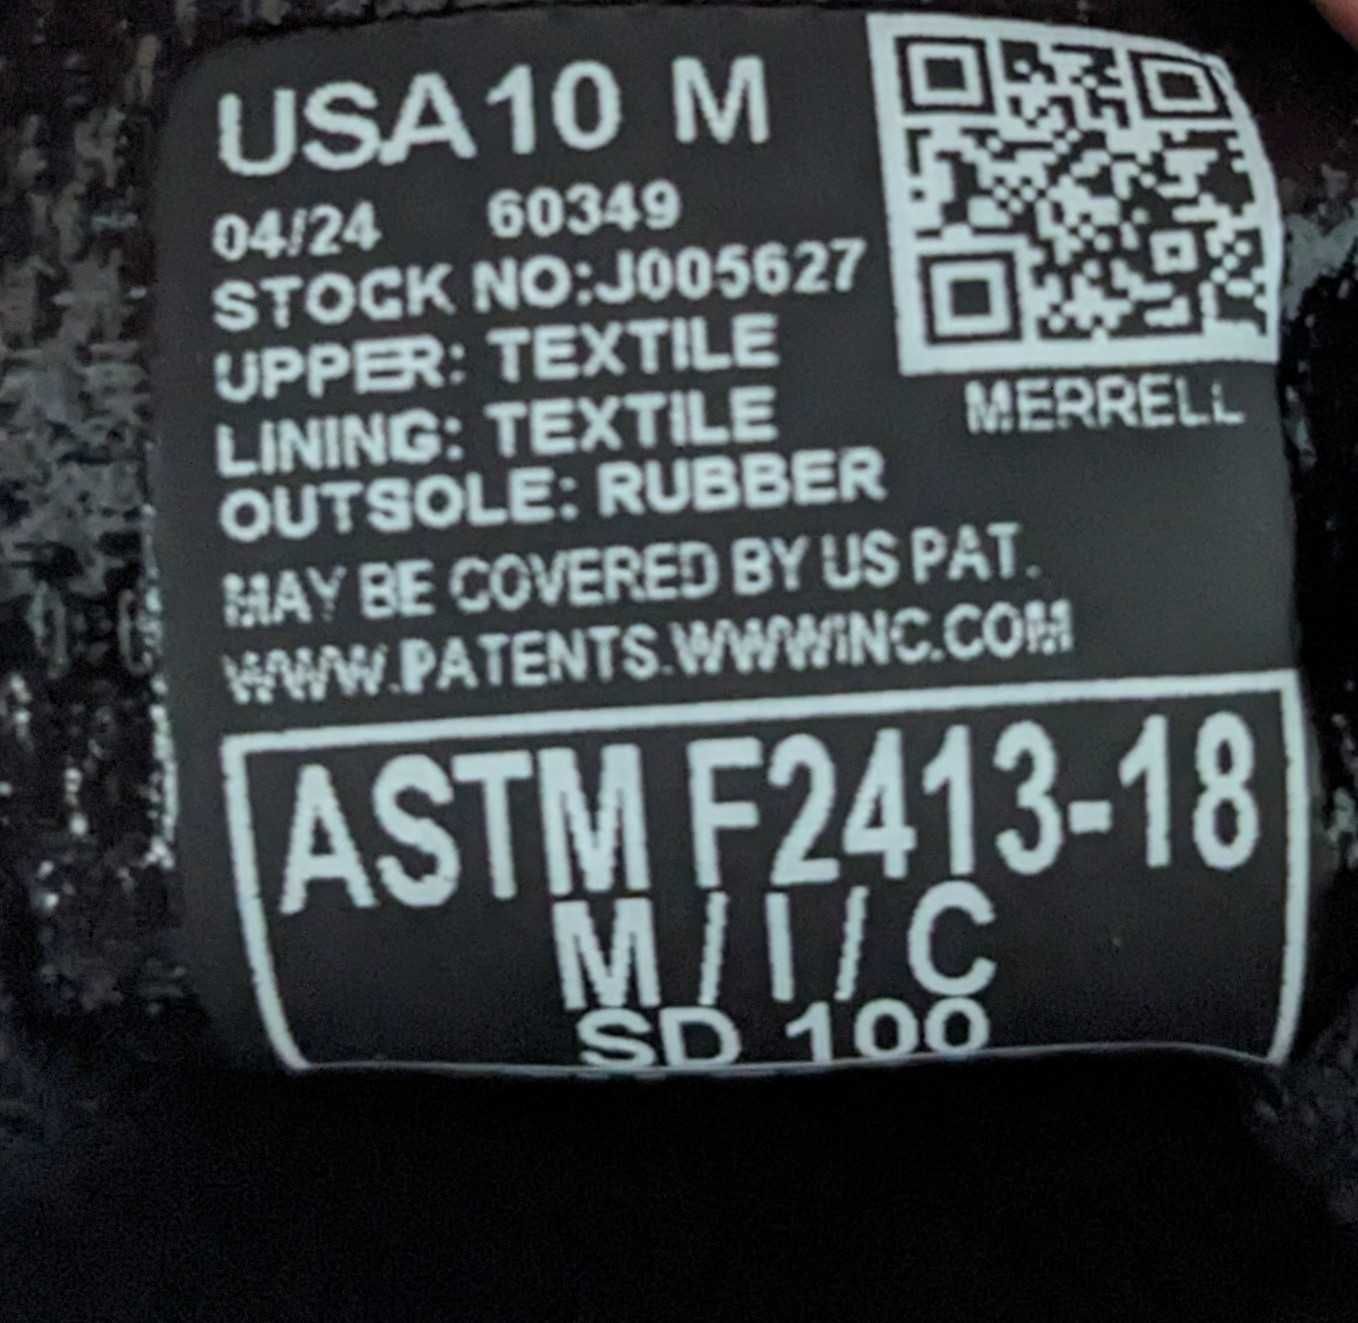 USA 10 M
04/24 60349
STOCK NO:J005627
UPPER: TEXTILE
LINING: TEXTILE
OUTSOLE: RUBBER
MERRELL
MAY BE COVERED BY US PAT.
WWW.PATENTS.WWWINC.COM
ASTM F2413-18
M / I / C
SD 100